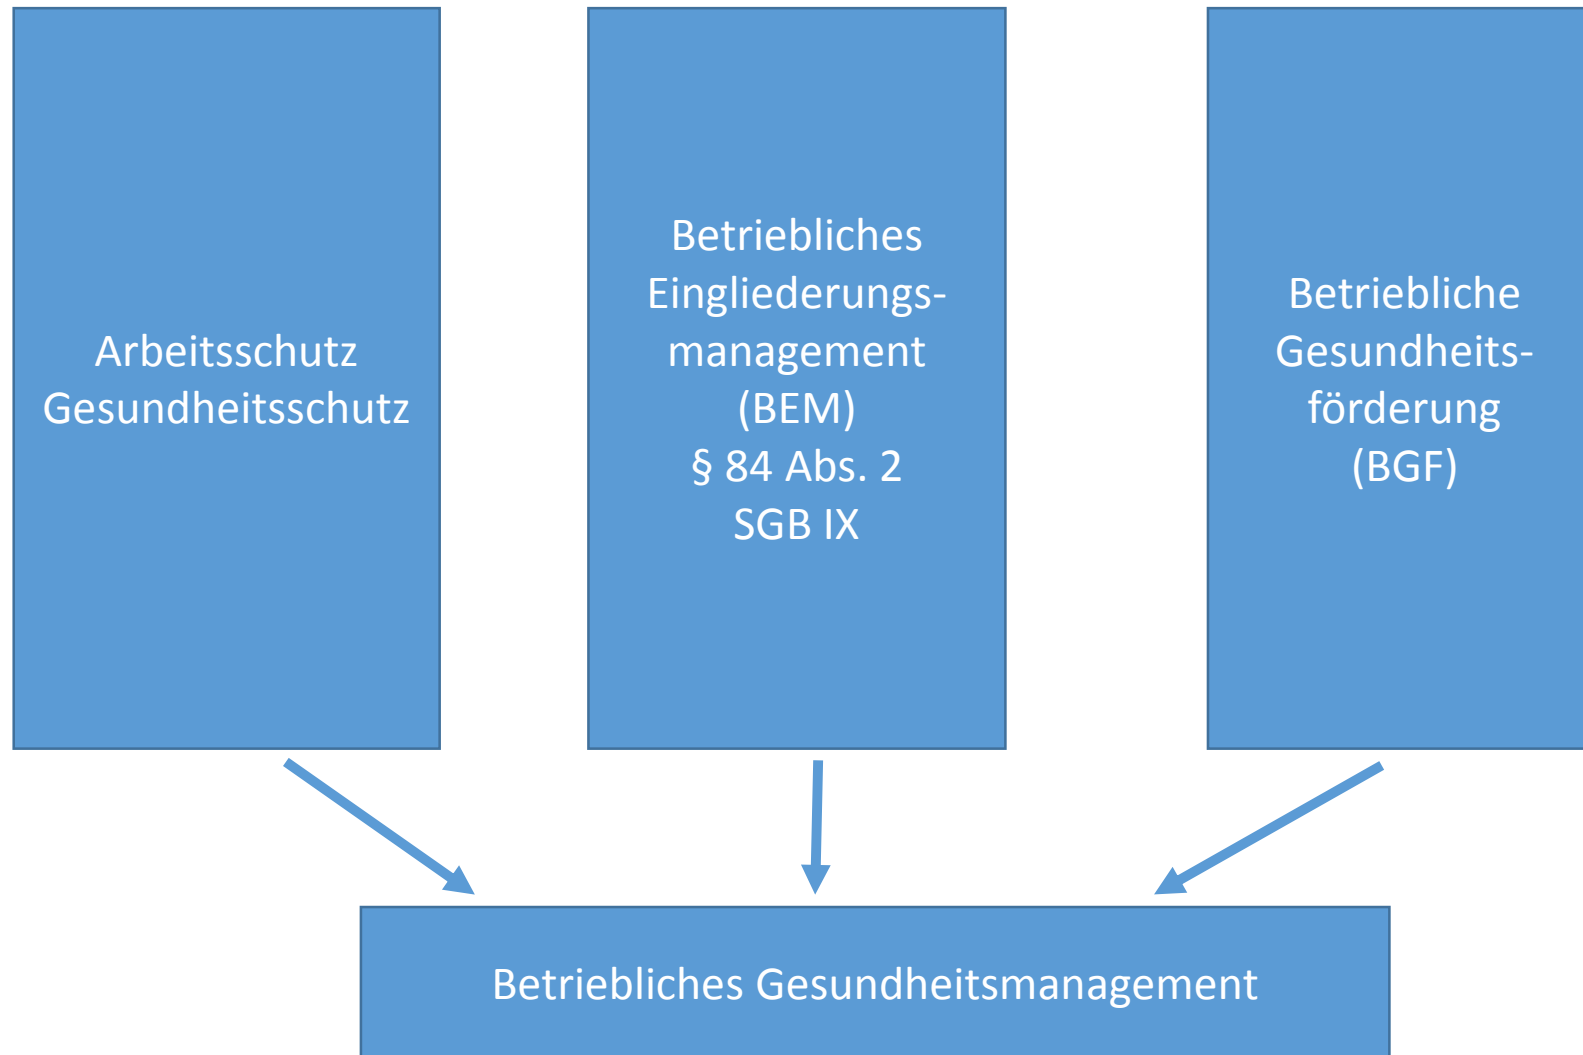 Arbeitsschutz
Gesundheitsschutz
Betriebliches
Eingliederungs-
management
(BEM)
§ 84 Abs. 2
SGB IX
Betriebliche
Gesundheits-
förderung
(BGF)
Betriebliches Gesundheitsmanagement